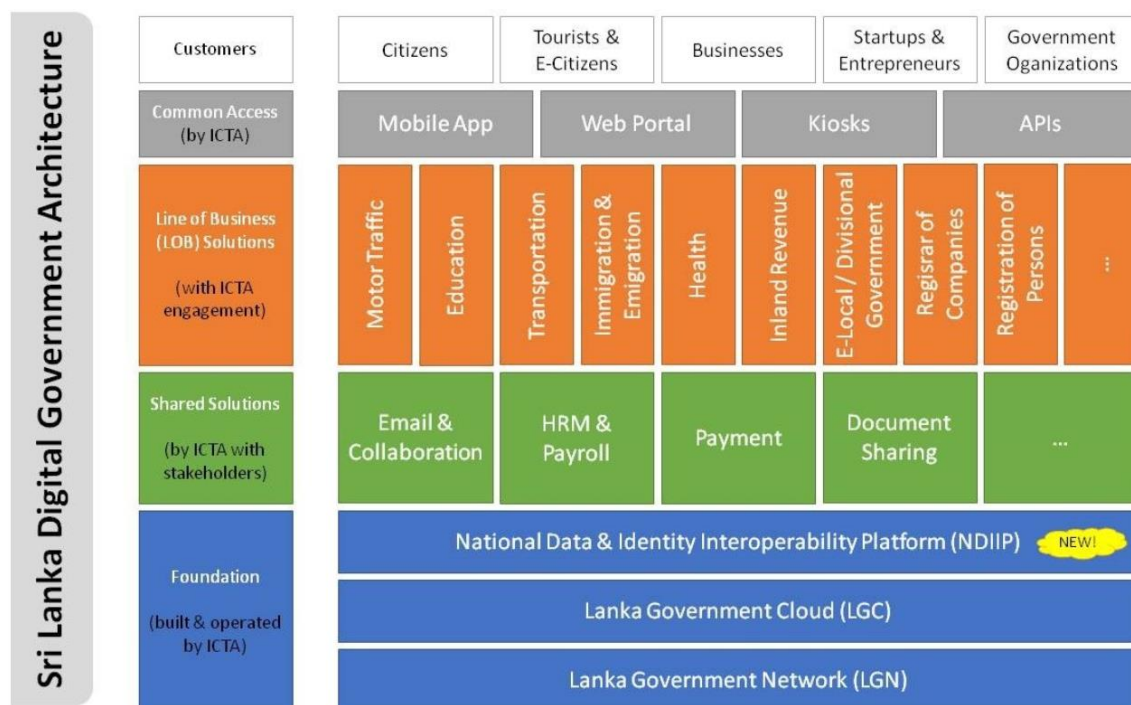 Sri Lanka Digital Government Architecture
Customers
Citizens
Tourists &
E-Citizens
Businesses
Startups &
Entrepreneurs
Government
Oganizations
Common Access
(by ICTA)
Mobile App
Web Portal
Kiosks
APIs
Line of Business
(LOB) Solutions
(with ICTA
engagement)
Motor Traffic
Education
Transportation
Immigration &
Emigration
Health
Inland Revenue
E-Local / Divisional
Government
Regisrar of
Companies
Registration of
Persons
...
Shared Solutions
(by ICTA with
stakeholders)
Email &
Collaboration
HRM &
Payroll
Payment
Document
Sharing
...
Foundation
(built & operated
by ICTA)
National Data & Identity Interoperability Platform (NDIIP)
NEW!
Lanka Government Cloud (LGC)
Lanka Government Network (LGN)